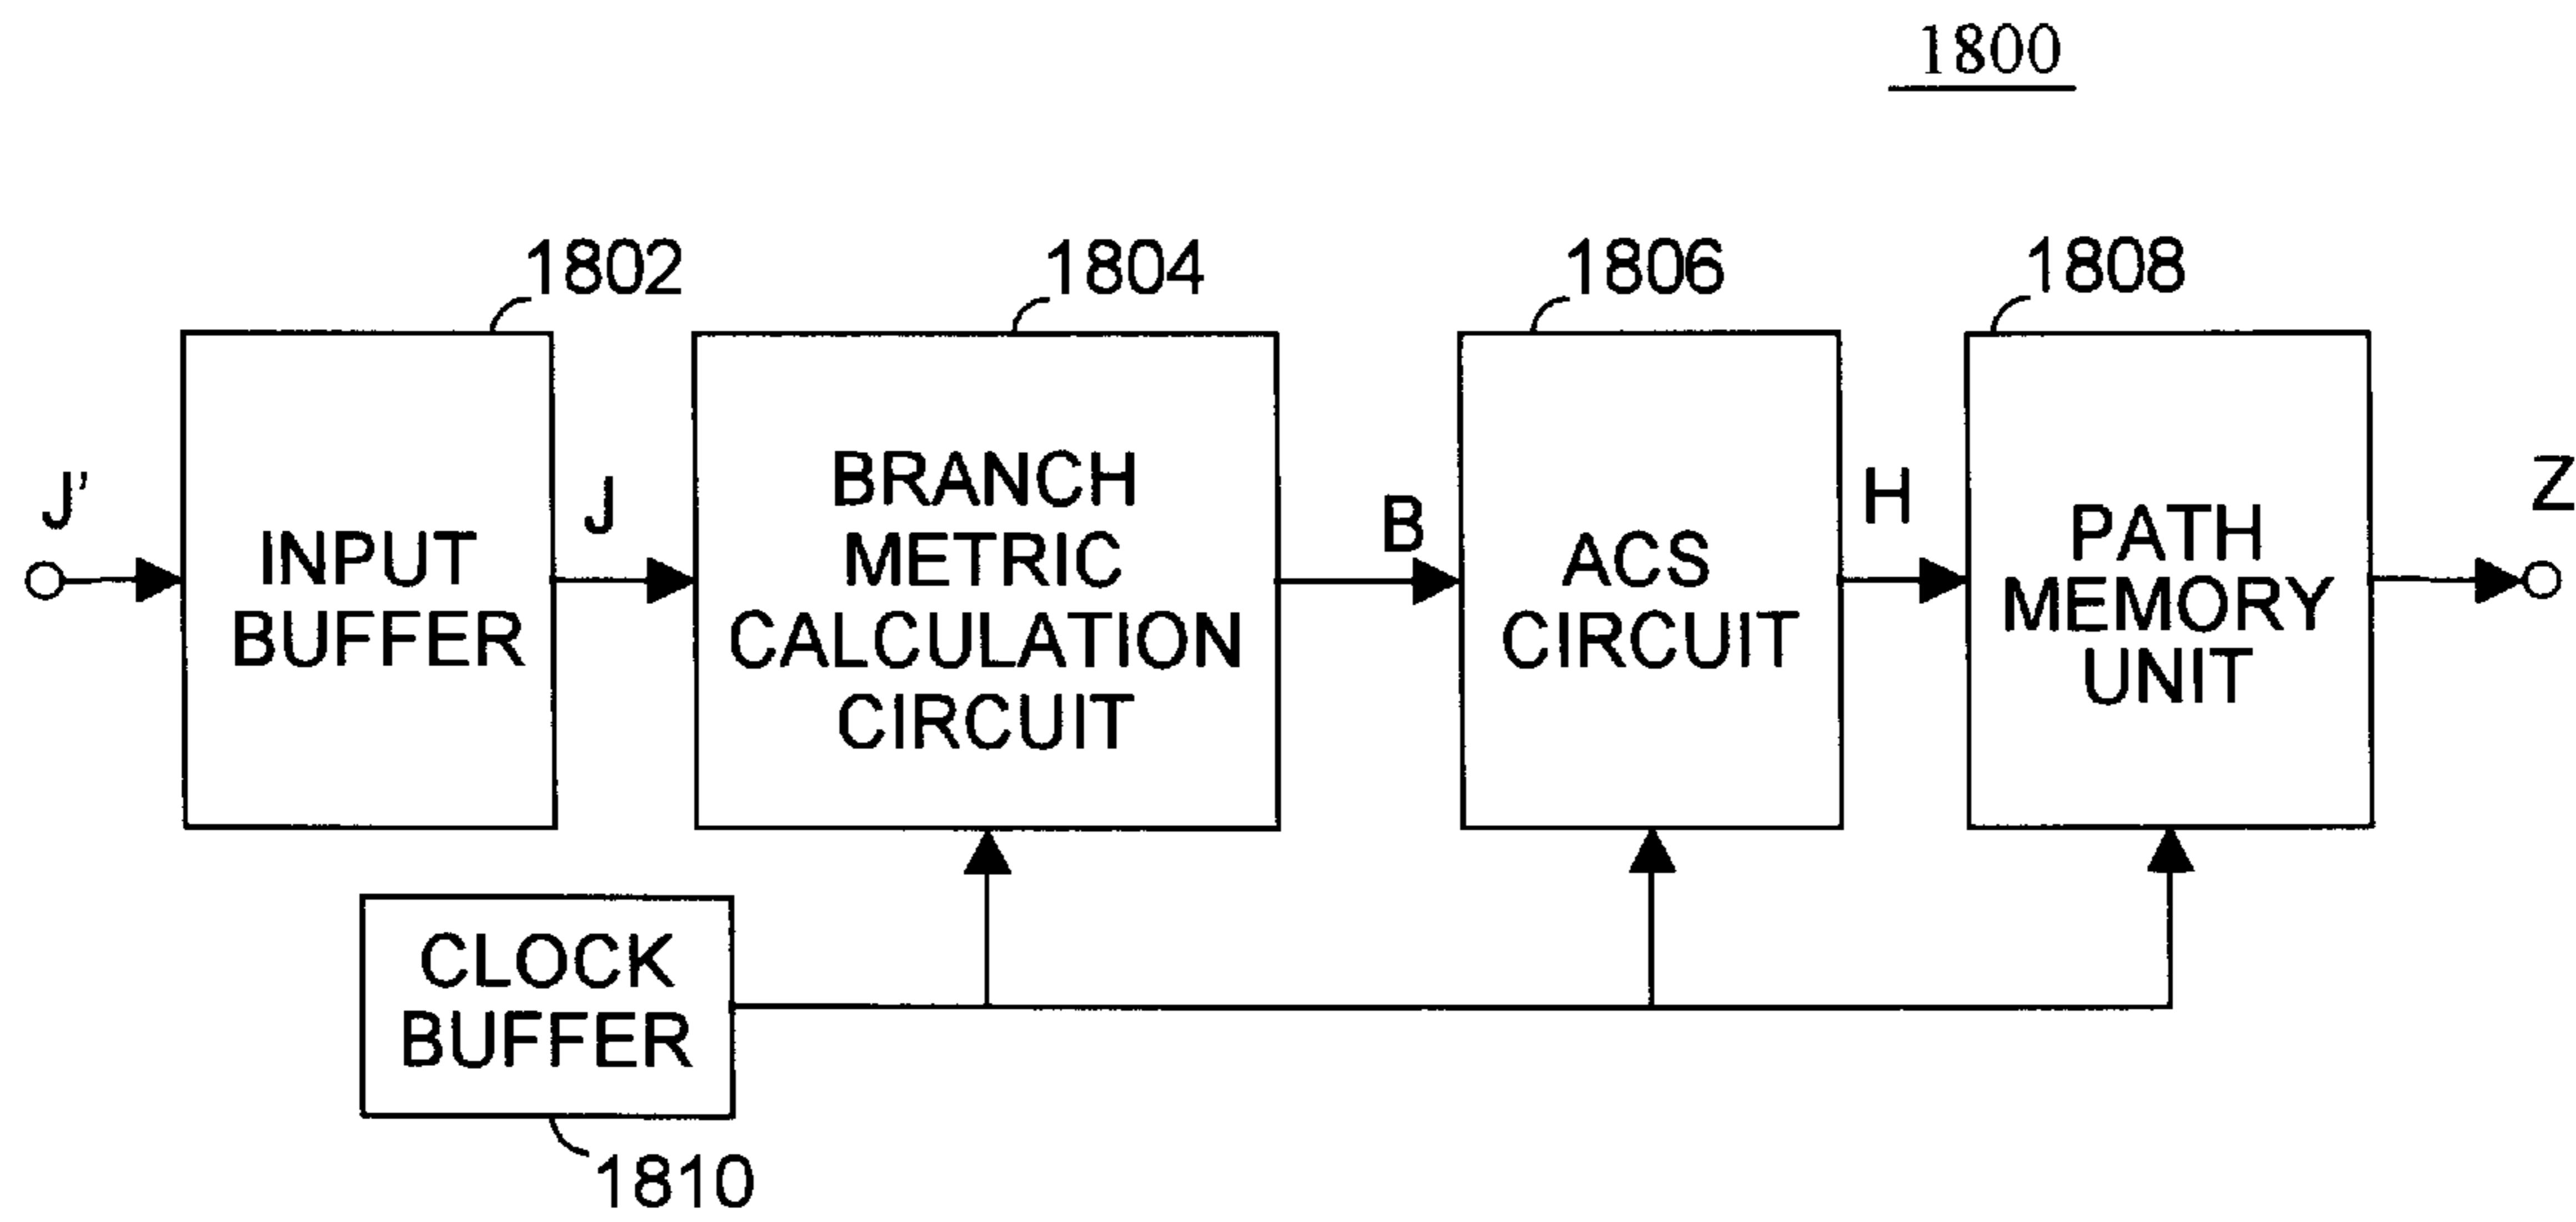 1800
1802
1804
1806
1808
J'
INPUT
BUFFER
J
BRANCH
METRIC
CALCULATION
CIRCUIT
B
ACS
CIRCUIT
H
PATH
MEMORY
UNIT
Z
CLOCK
BUFFER
1810